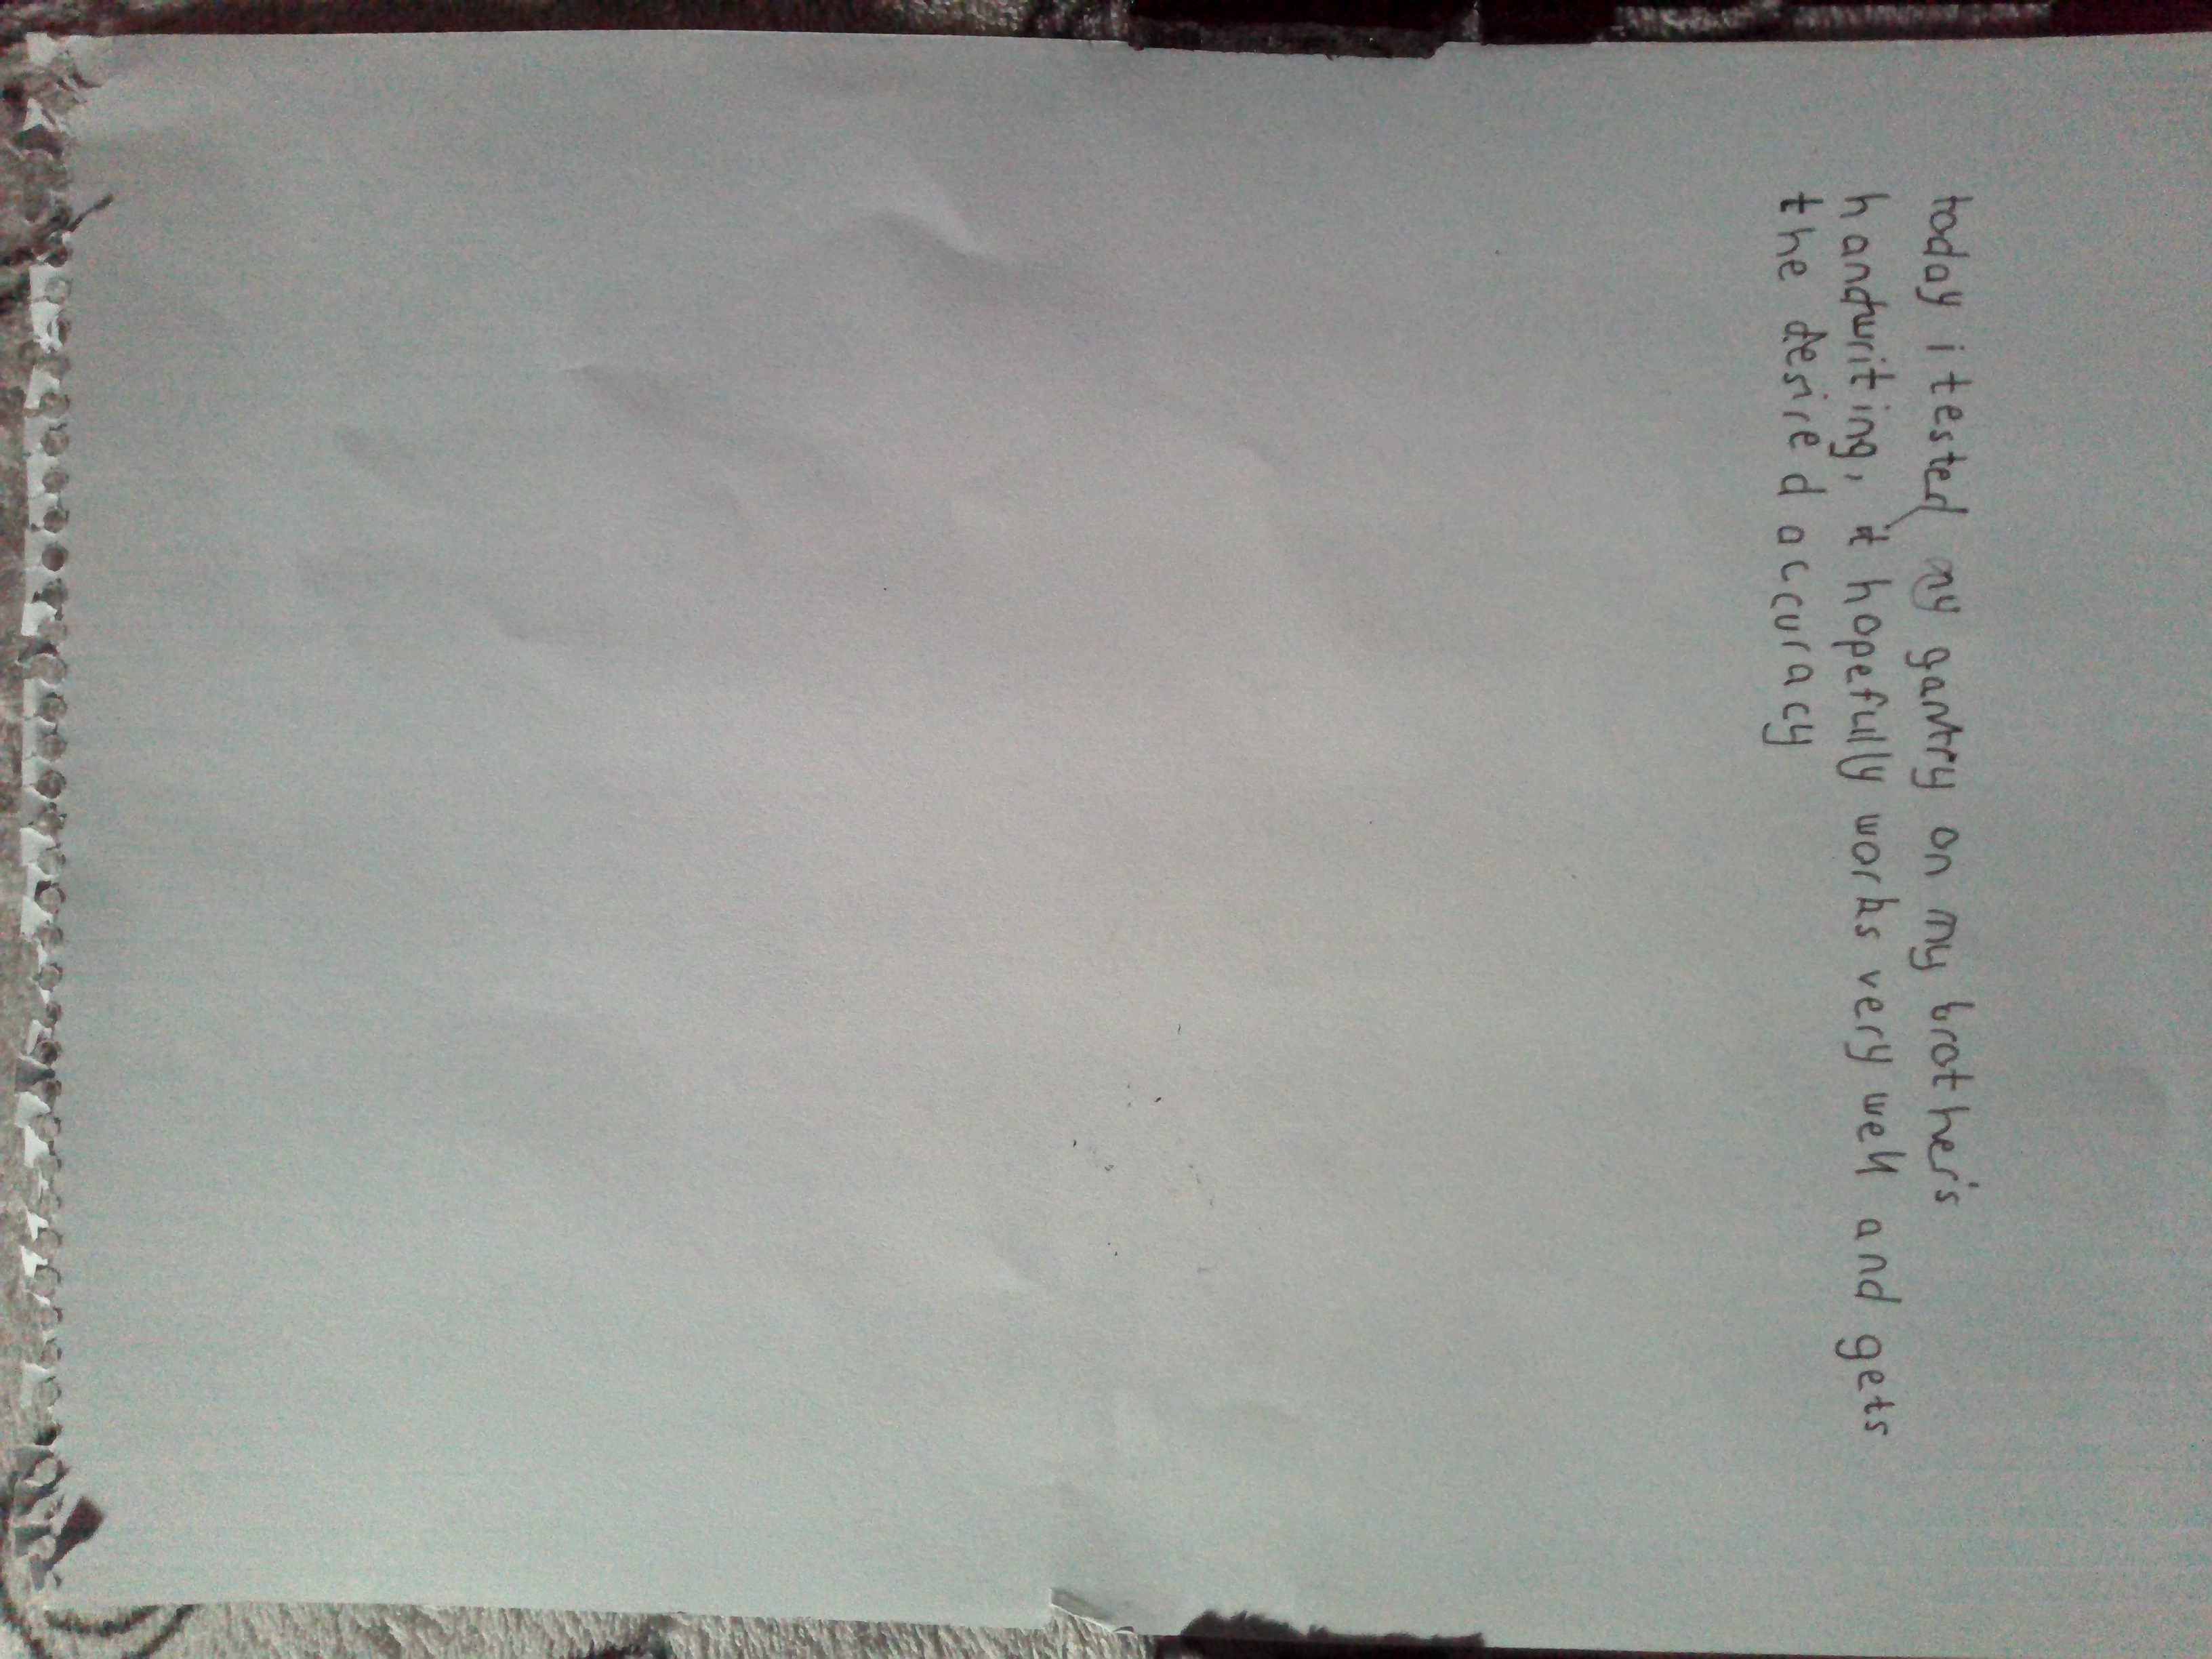 today i tested my gantry on my brother's
handwriting, it hopefully works very well and gets
the desired accuracy